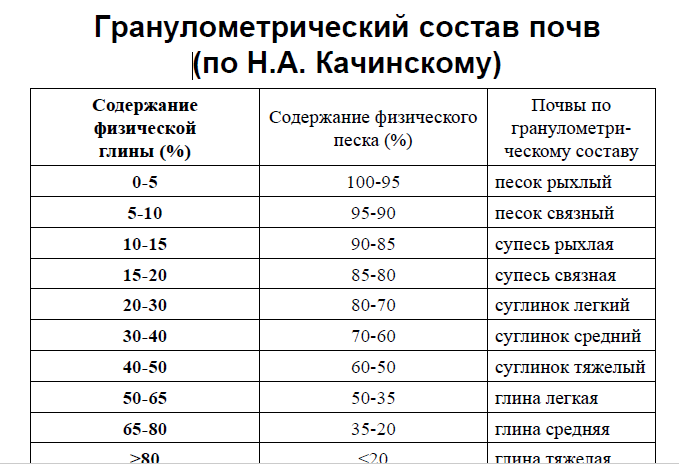 Гранулометрический состав почв
(по Н.А. Качинскому)
Содержание физической глины (%) Содержание физического песка (%) Почвы по гранулометри-ческому составу
0-5 100-95 песок рыхлый
5-10 95-90 песок связный
10-15 90-85 супесь рыхлая
15-20 85-80 супесь связная
20-30 80-70 суглинок легкий
30-40 70-60 суглинок средний
40-50 60-50 суглинок тяжелый
50-65 50-35 глина легкая
65-80 35-20 глина средняя
>80 <20 глина тяжелая